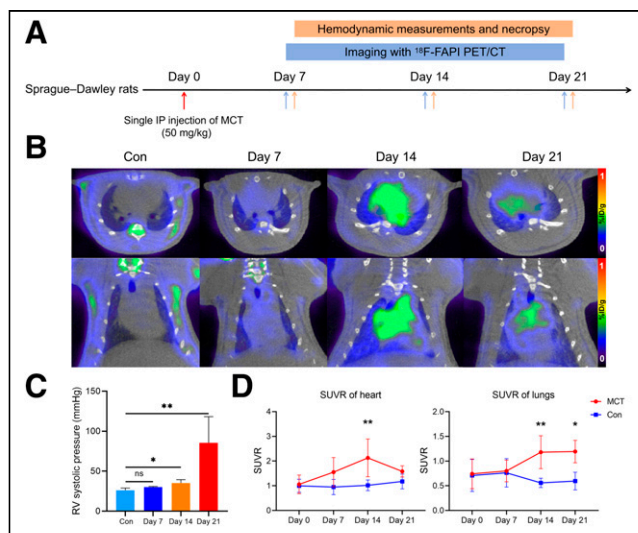 A
Hemodynamic measurements and necropsy
Imaging with ¹⁸F-FAPI PET/CT
Day 0
Day 7
Day 14
Day 21
Sprague–Dawley rats
Single IP injection of MCT
(50 mg/kg)
B
Con
Day 7
Day 14
Day 21
1
%ID/g
0
1
%ID/g
0
C
RV systolic pressure (mmHg)
150
100
50
0
**
*
ns
Con
Day 7
Day 14
Day 21
D
SUVR of heart
SUVR
4
3
2
1
0
**
Day 0
Day 7
Day 14
Day 21
SUVR of lungs
SUVR
2.0
1.5
1.0
0.5
0.0
**
*
Day 0
Day 7
Day 14
Day 21
MCT
Con